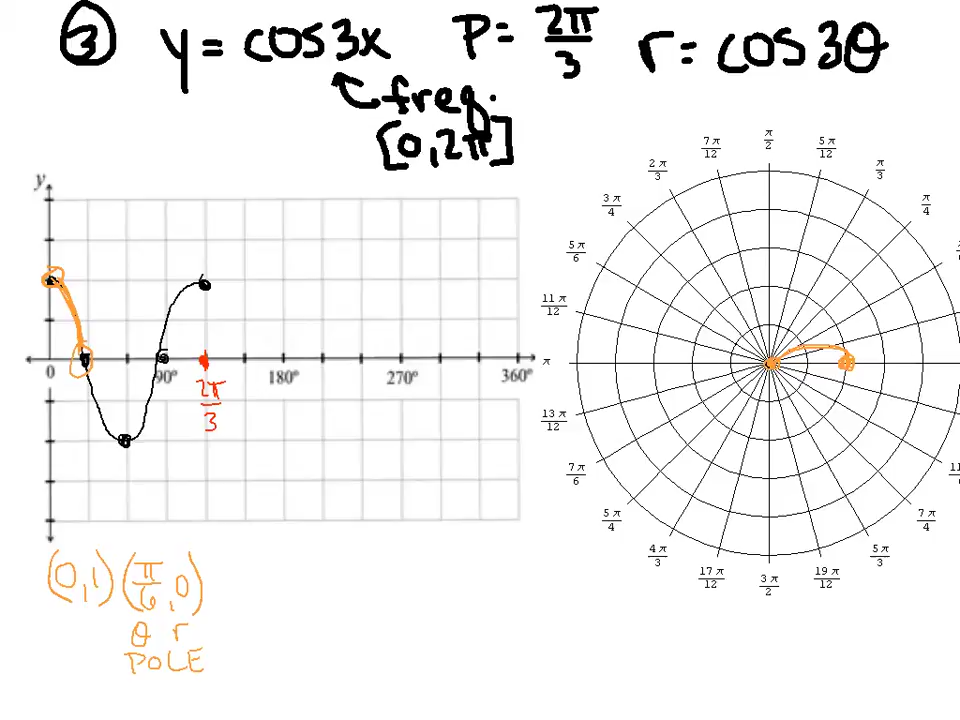 ③ y = cos3x P = 2π/3 r = cos3θ
freq.
[0,2π]
y
0 90° 180° 270° 360°
2π/3
(0,1) (π/6, 0)
θ r
POLE
π/2
7π/12 5π/12
2π/3 π/3
3π/4 π/4
5π/6
11π/12
π
13π/12
7π/6 11
5π/4 7π/4
4π/3 5π/3
17π/12 19π/12
3π/2